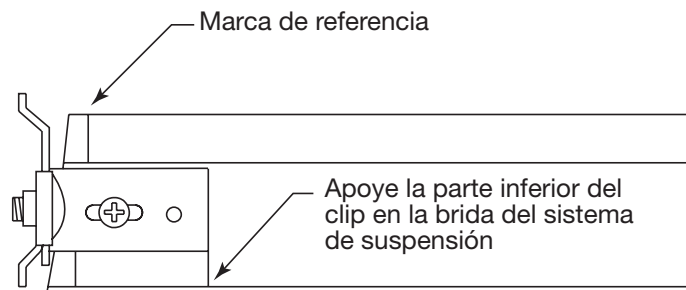 Marca de referencia
Apoye la parte inferior del
clip en la brida del sistema
de suspensión